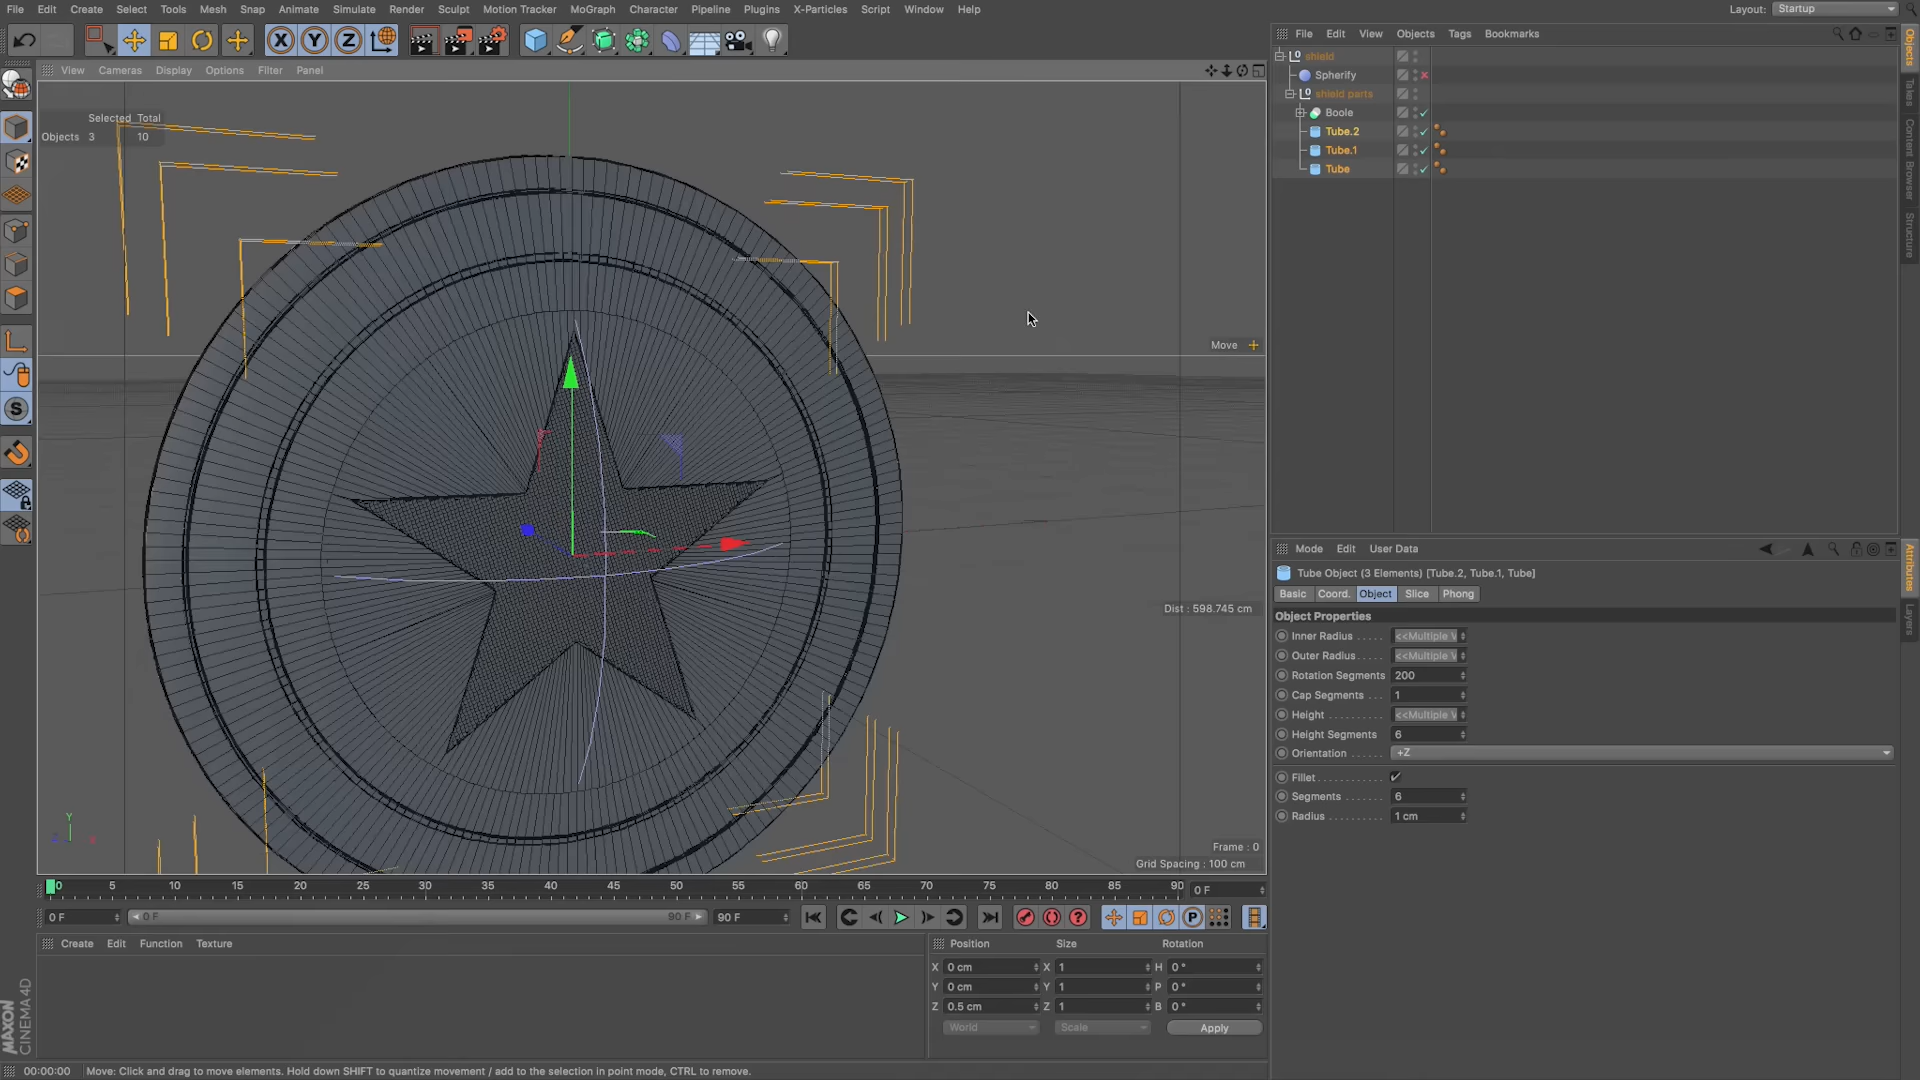 File Edit Create Select Tools Mesh Snap Animate Simulate Render Sculpt Motion Tracker MoGraph Character Pipeline Plugins X-Particles Script Window Help
Layout: Startup
View Cameras Display Options Filter Panel
File Edit View Objects Tags Bookmarks
shield
Spherify
shield parts
Boole
Tube.2
Tube.1
Tube
Selected Total
Objects 3 10
Move
Dist : 598.745 cm
Frame : 0
Grid Spacing : 100 cm
Y
Objects
Takes
Content Browser
Structure
Attributes
Layers
Mode Edit User Data
Tube Object (3 Elements) [Tube.2, Tube.1, Tube]
Basic Coord. Object Slice Phong
Object Properties
Inner Radius . . . . <<Multiple V
Outer Radius . . . . <<Multiple V
Rotation Segments 200
Cap Segments . . . 1
Height . . . . . . . . . <<Multiple V
Height Segments 6
Orientation . . . . . . +Z
Fillet . . . . . . . . . .
Segments . . . . . . . 6
Radius . . . . . . . . . 1 cm
0 5 10 15 20 25 30 35 40 45 50 55 60 65 70 75 80 85 90 0 F
0 F 0 F 90 F 90 F
Create Edit Function Texture
Position Size Rotation
X 0 cm X 1 H 0 °
Y 0 cm Y 1 P 0 °
Z 0.5 cm Z 1 B 0 °
World Scale Apply
MAXON
CINEMA 4D
00:00:00 Move: Click and drag to move elements. Hold down SHIFT to quantize movement / add to the selection in point mode, CTRL to remove.